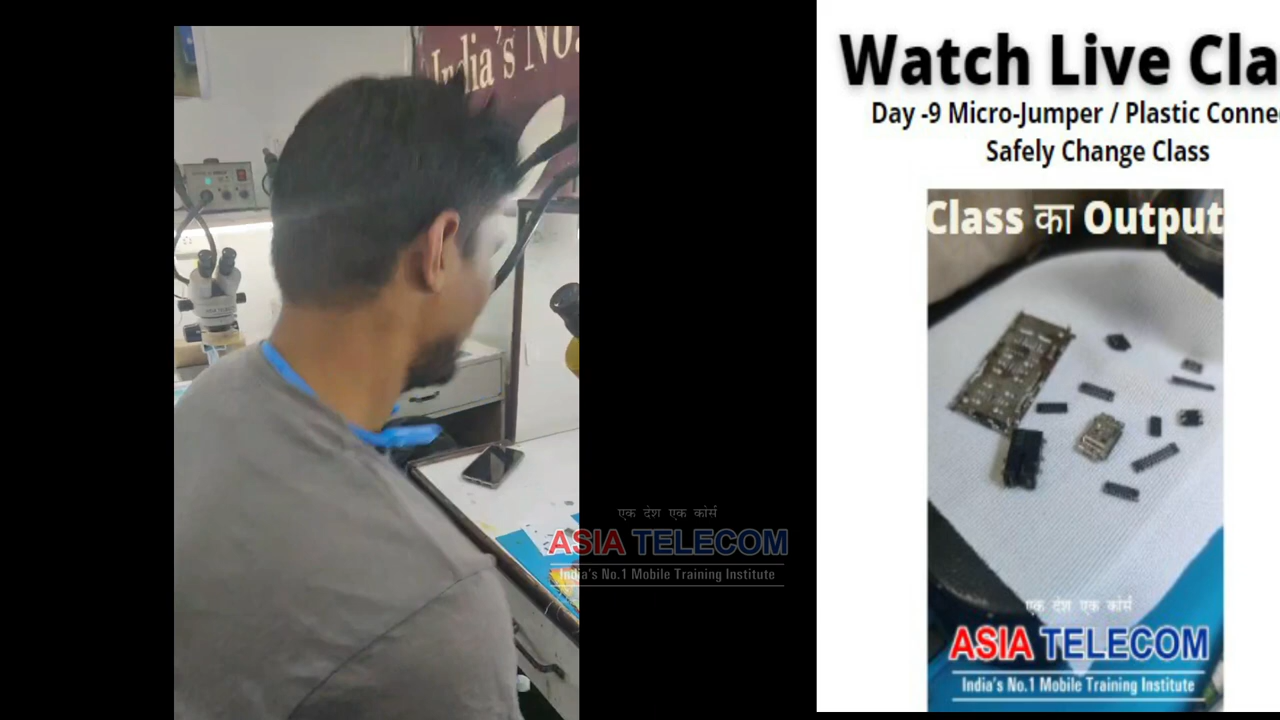 India's No.
Watch Live Cla
Day -9 Micro-Jumper / Plastic Conne
Safely Change Class
Class का Output
एक देश एक कोर्स
ASIA TELECOM
India's No.1 Mobile Training Institute
एक देश एक कोर्स
ASIA TELECOM
India's No.1 Mobile Training Institute